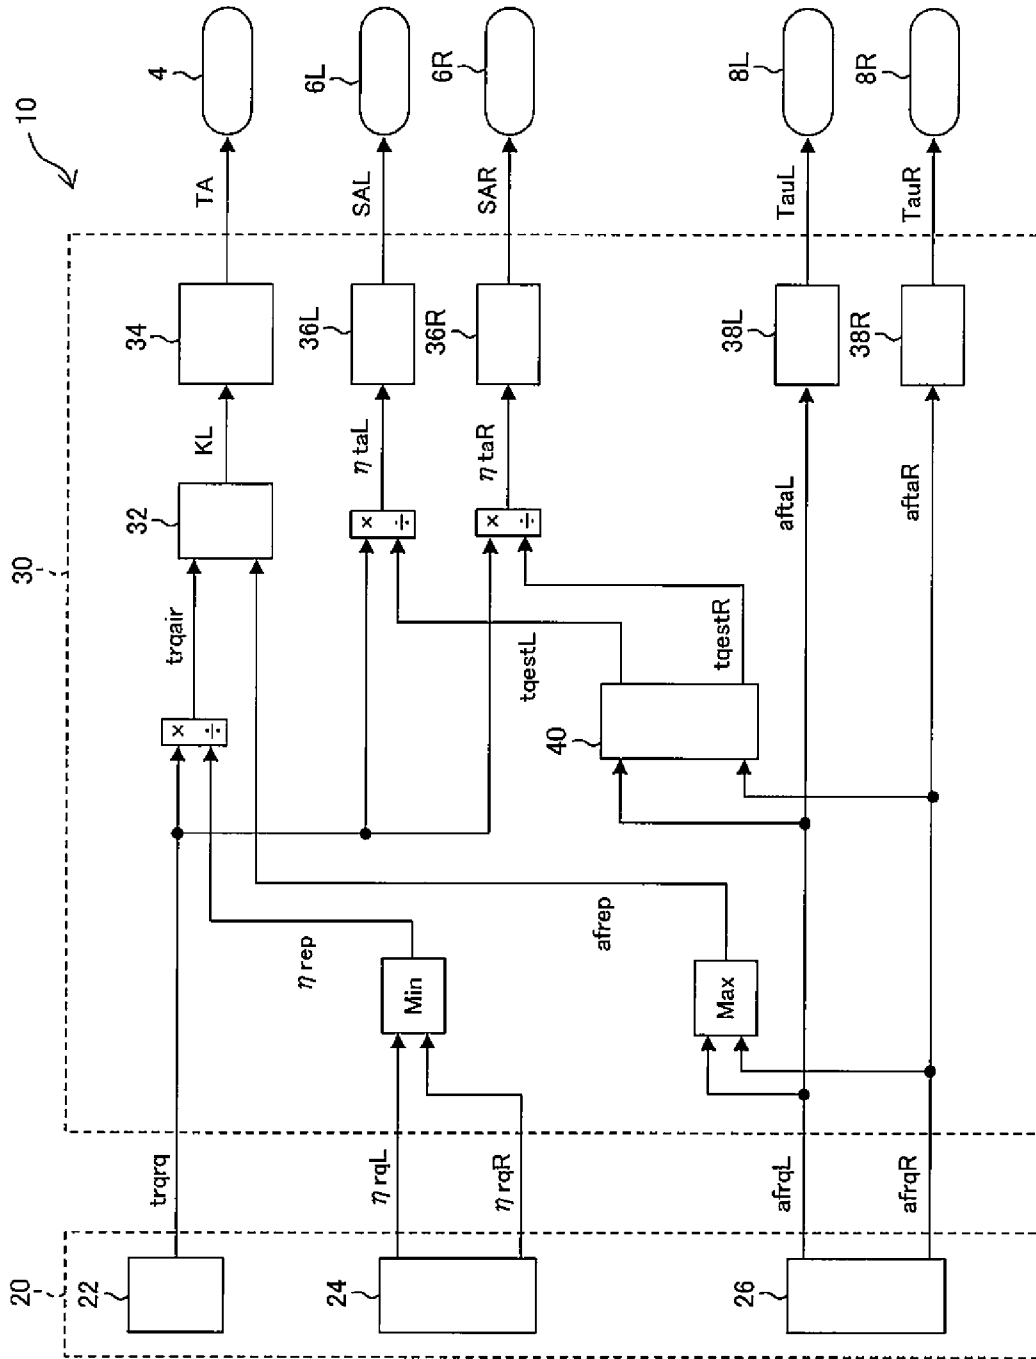 10
20
22
24
26
trqrq
η rqL
η rqR
afrqL
afrqR
30
Min
Max
η rep
afrep
×
÷
trqair
32
KL
34
TA
4
×
÷
η taL
36L
SAL
6L
×
÷
η taR
36R
SAR
6R
tqestL
tqestR
40
aftaL
38L
TauL
8L
aftaR
38R
TauR
8R